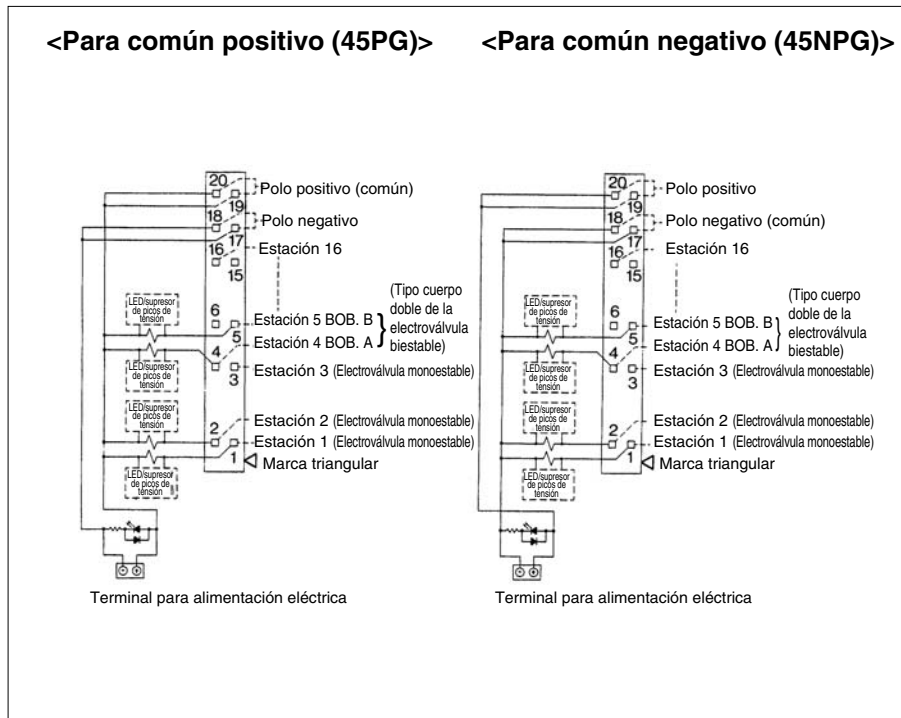 <Para común positivo (45PG)>
20
Polo positivo (común)
19
18
Polo negativo
17
16
Estación 16
15
LED/supresor
de picos de
tensión
6
Estación 5 BOB. B
5
(Tipo cuerpo
doble de la
electroválvula
biestable)
4
Estación 4 BOB. A
3
Estación 3 (Electroválvula monoestable)
LED/supresor
de picos de
tensión
LED/supresor
de picos de
tensión
2
Estación 2 (Electroválvula monoestable)
Estación 1 (Electroválvula monoestable)
1
Marca triangular
LED/supresor
de picos de
tensión
Terminal para alimentación eléctrica
<Para común negativo (45NPG)>
20
Polo positivo
19
18
Polo negativo (común)
17
16
Estación 16
15
LED/supresor
de picos de
tensión
6
Estación 5 BOB. B
5
(Tipo cuerpo
doble de la
electroválvula
biestable)
4
Estación 4 BOB. A
3
Estación 3 (Electroválvula monoestable)
LED/supresor
de picos de
tensión
LED/supresor
de picos de
tensión
2
Estación 2 (Electroválvula monoestable)
Estación 1 (Electroválvula monoestable)
1
Marca triangular
LED/supresor
de picos de
tensión
Terminal para alimentación eléctrica